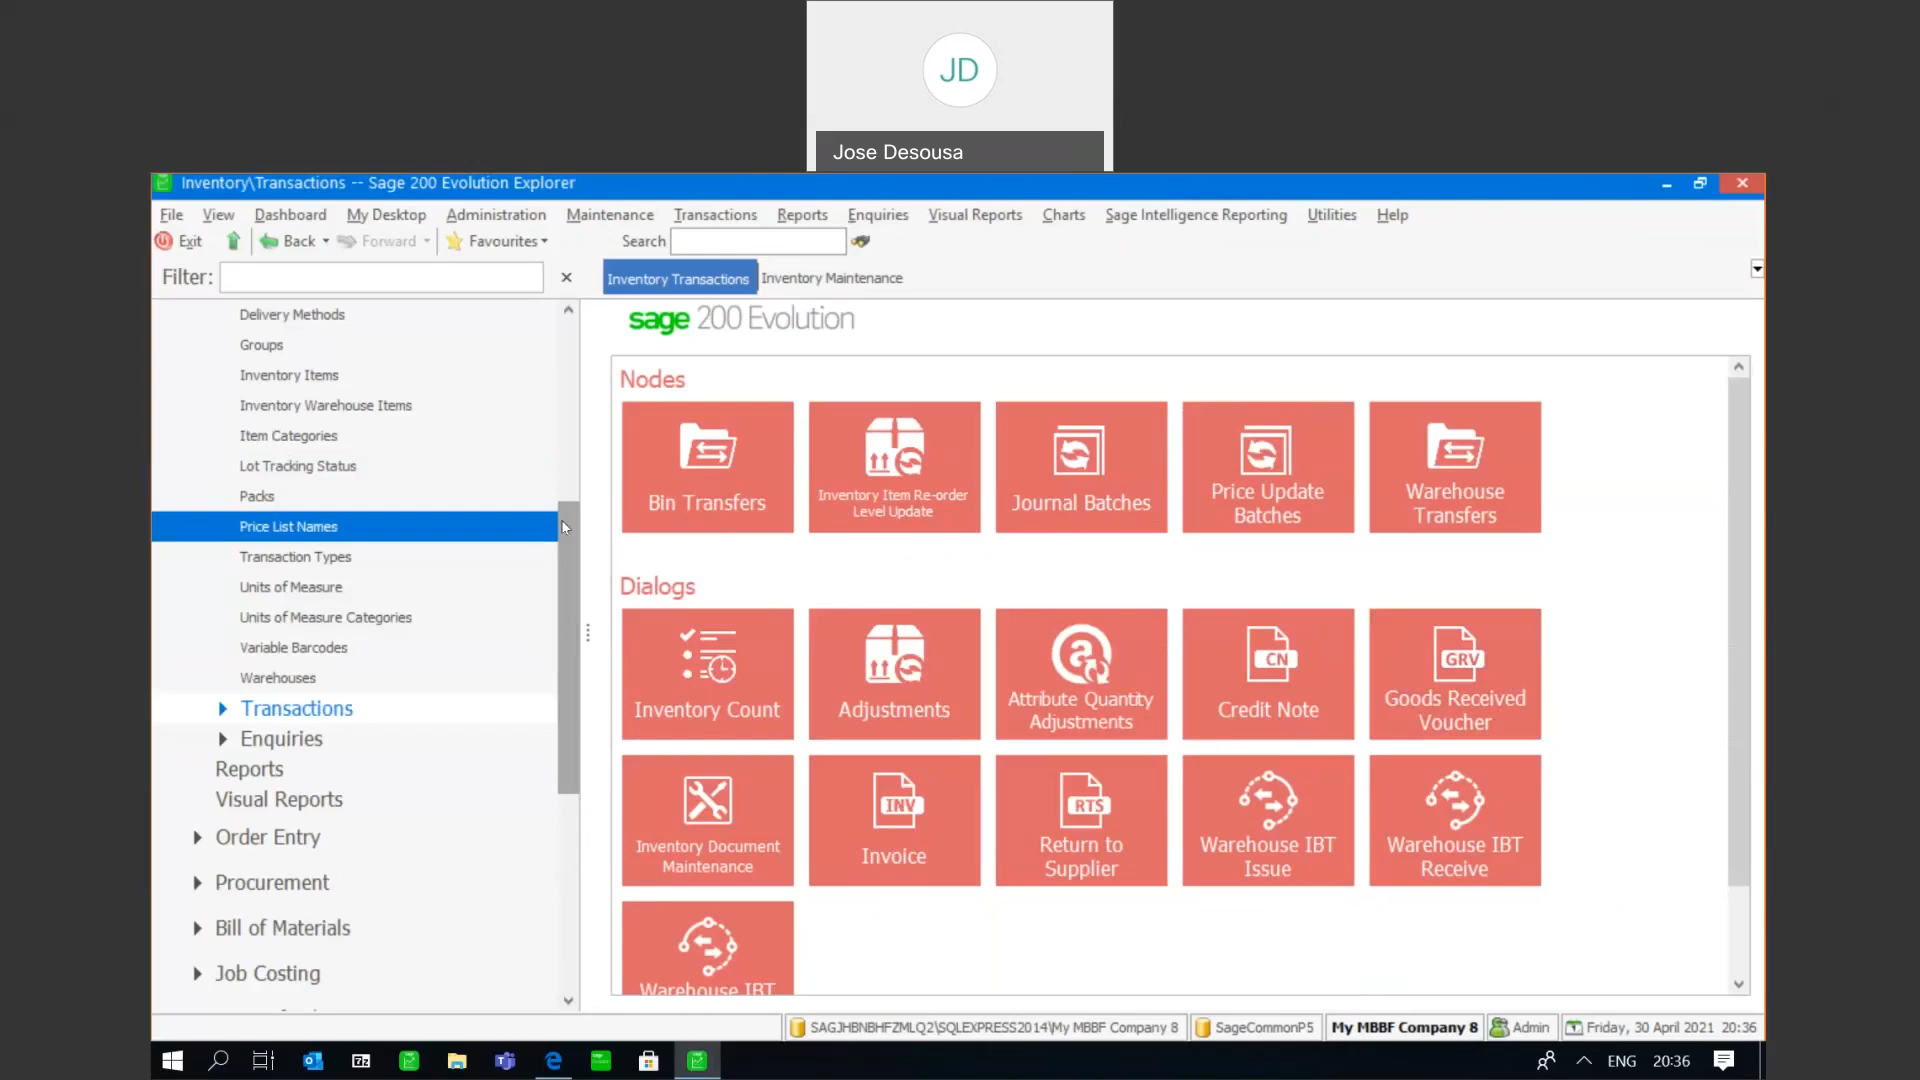 JD
Jose Desousa
Inventory\Transactions -- Sage 200 Evolution Explorer
File View Dashboard My Desktop Administration Maintenance Transactions Reports Enquiries Visual Reports Charts Sage Intelligence Reporting Utilities Help
Exit Back Forward Favourites Search
Filter:
Inventory Transactions Inventory Maintenance
sage 200 Evolution
Delivery Methods
Groups
Inventory Items
Inventory Warehouse Items
Item Categories
Lot Tracking Status
Packs
Price List Names
Transaction Types
Units of Measure
Units of Measure Categories
Variable Barcodes
Warehouses
Transactions
Enquiries
Reports
Visual Reports
Order Entry
Procurement
Bill of Materials
Job Costing
Nodes
Bin Transfers
Inventory Item Re-order
Level Update
Journal Batches
Price Update
Batches
Warehouse
Transfers
Dialogs
Inventory Count
Adjustments
Attribute Quantity
Adjustments
CN
Credit Note
GRV
Goods Received
Voucher
Inventory Document
Maintenance
INV
Invoice
RTS
Return to
Supplier
Warehouse IBT
Issue
Warehouse IBT
Receive
Warehouse IBT
SAGJHBNBHFZMLQ2\SQLEXPRESS2014\My MBBF Company 8 SageCommonP5 My MBBF Company 8 Admin Friday, 30 April 2021 20:36
ENG 20:36